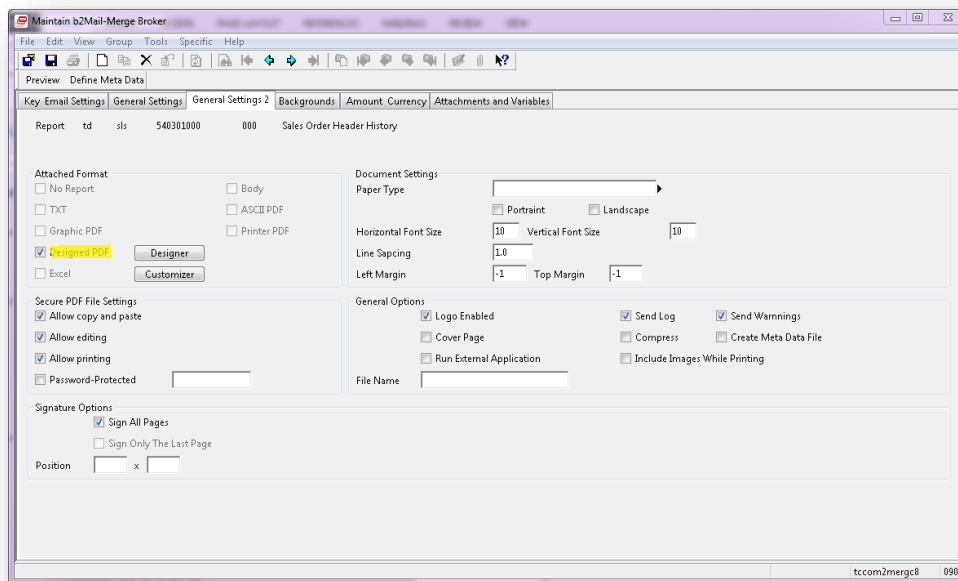 Maintain b2Mail-Merge Broker
File Edit View Group Tools Specific Help
Preview Define Meta Data
Key Email Settings General Settings General Settings 2 Backgrounds Amount Currency Attachments and Variables
Report td sls 540301000 000 Sales Order Header History
Attached Format
No Report Body
TXT ASCII PDF
Graphic PDF Printer PDF
Designed PDF Designer
Excel Customizer
Document Settings
Paper Type
Portraint Landscape
Horizontal Font Size 10 Vertical Font Size 10
Line Sapcing 1.0
Left Margin -1 Top Margin -1
Secure PDF File Settings
Allow copy and paste
Allow editing
Allow printing
Password-Protected
General Options
Logo Enabled Send Log Send Warnnings
Cover Page Compress Create Meta Data File
Run External Application Include Images While Printing
File Name
Signature Options
Sign All Pages
Sign Only The Last Page
Position x
tccom2mergc8 090